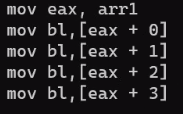 mov eax, arr1
mov bl,[eax + 0]
mov bl,[eax + 1]
mov bl,[eax + 2]
mov bl,[eax + 3]